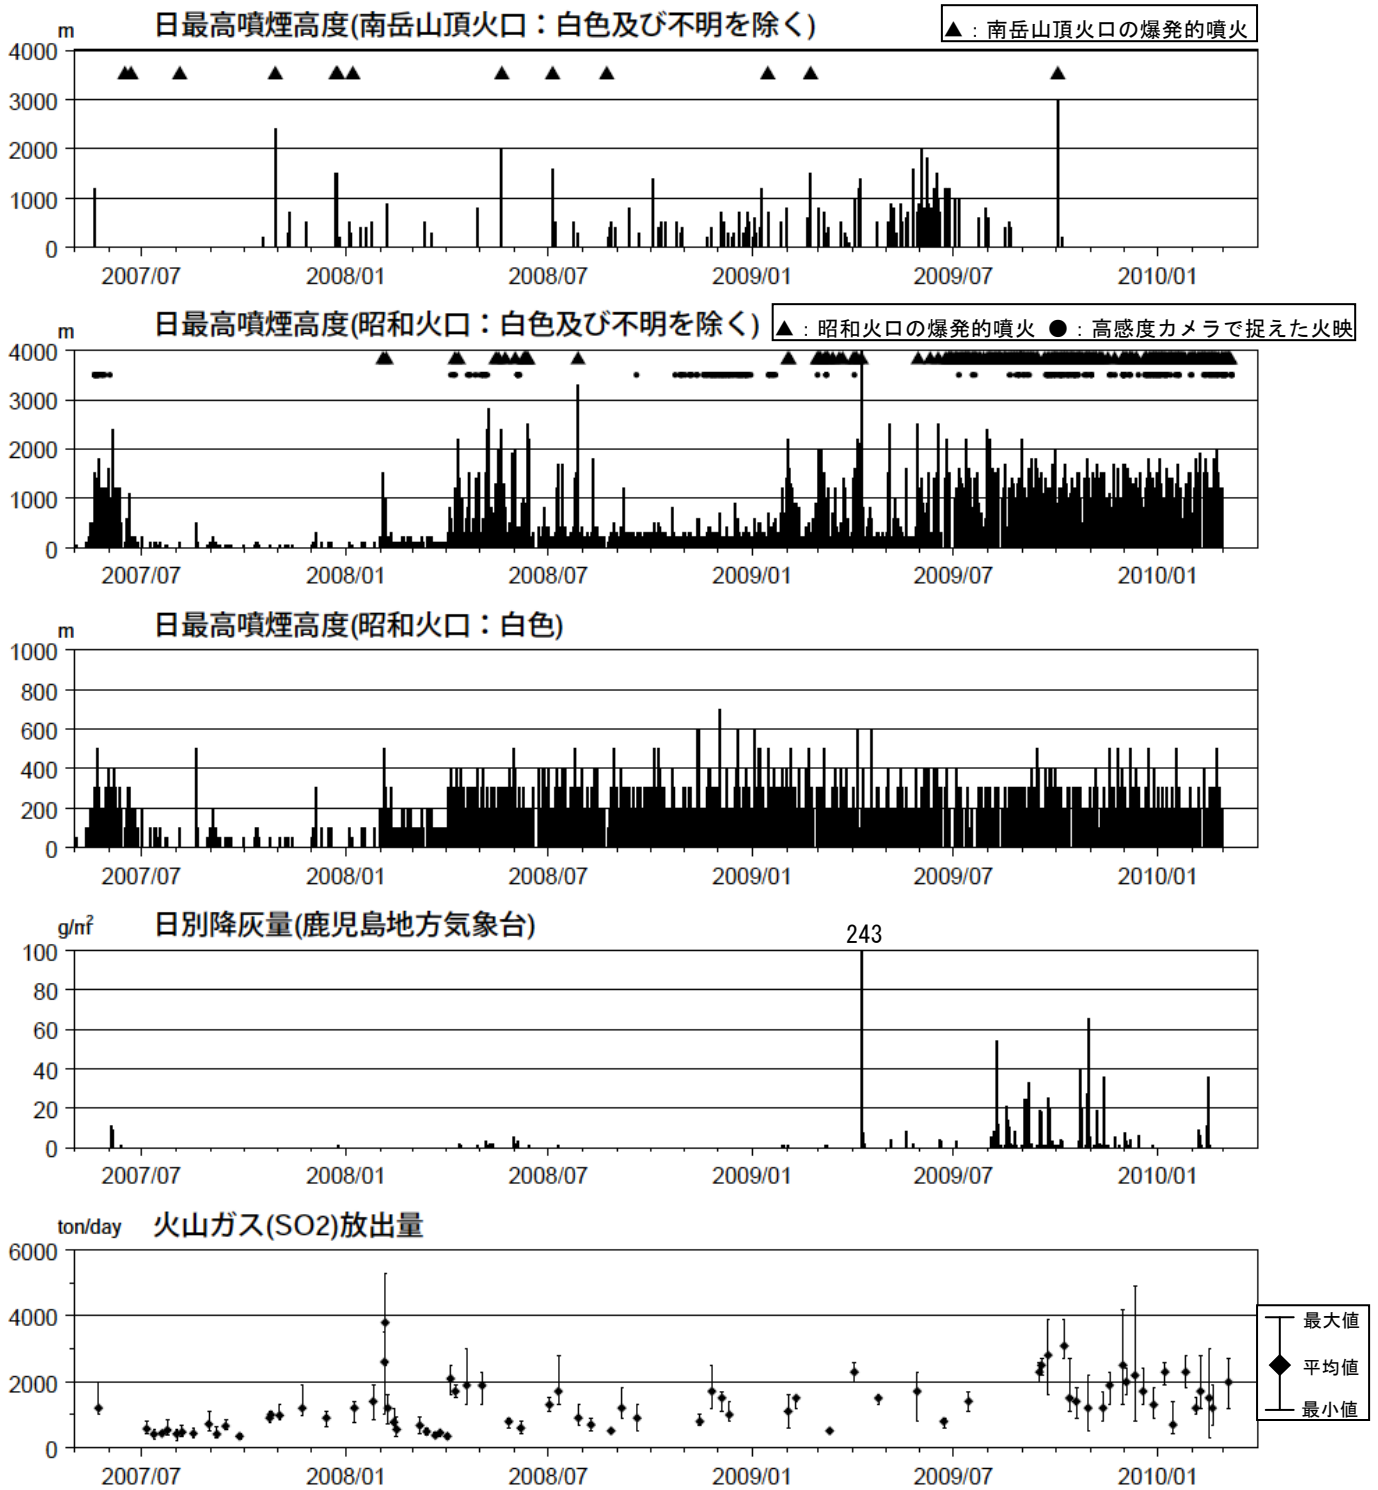 日最高噴煙高度(南岳山頂火口：白色及び不明を除く)
▲：南岳山頂火口の爆発的噴火
m
4000
3000
2000
1000
0
2007/07 2008/01 2008/07 2009/01 2009/07 2010/01
日最高噴煙高度(昭和火口：白色及び不明を除く)
▲：昭和火口の爆発的噴火 ●：高感度カメラで捉えた火映
m
4000
3000
2000
1000
0
2007/07 2008/01 2008/07 2009/01 2009/07 2010/01
日最高噴煙高度(昭和火口：白色)
m
1000
800
600
400
200
0
2007/07 2008/01 2008/07 2009/01 2009/07 2010/01
日別降灰量(鹿児島地方気象台)
g/㎡
243
100
80
60
40
20
0
2007/07 2008/01 2008/07 2009/01 2009/07 2010/01
火山ガス(SO2)放出量
ton/day
6000
4000
2000
0
最大値
平均値
最小値
2007/07 2008/01 2008/07 2009/01 2009/07 2010/01